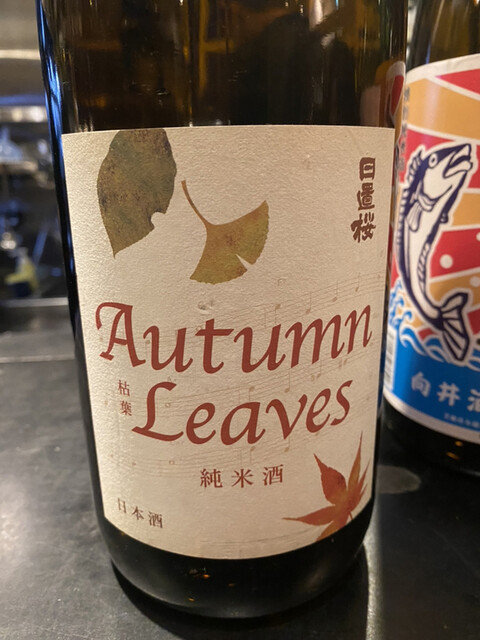 日置桜
Autumn
枯葉
Leaves
純米酒
日本酒
向井酒